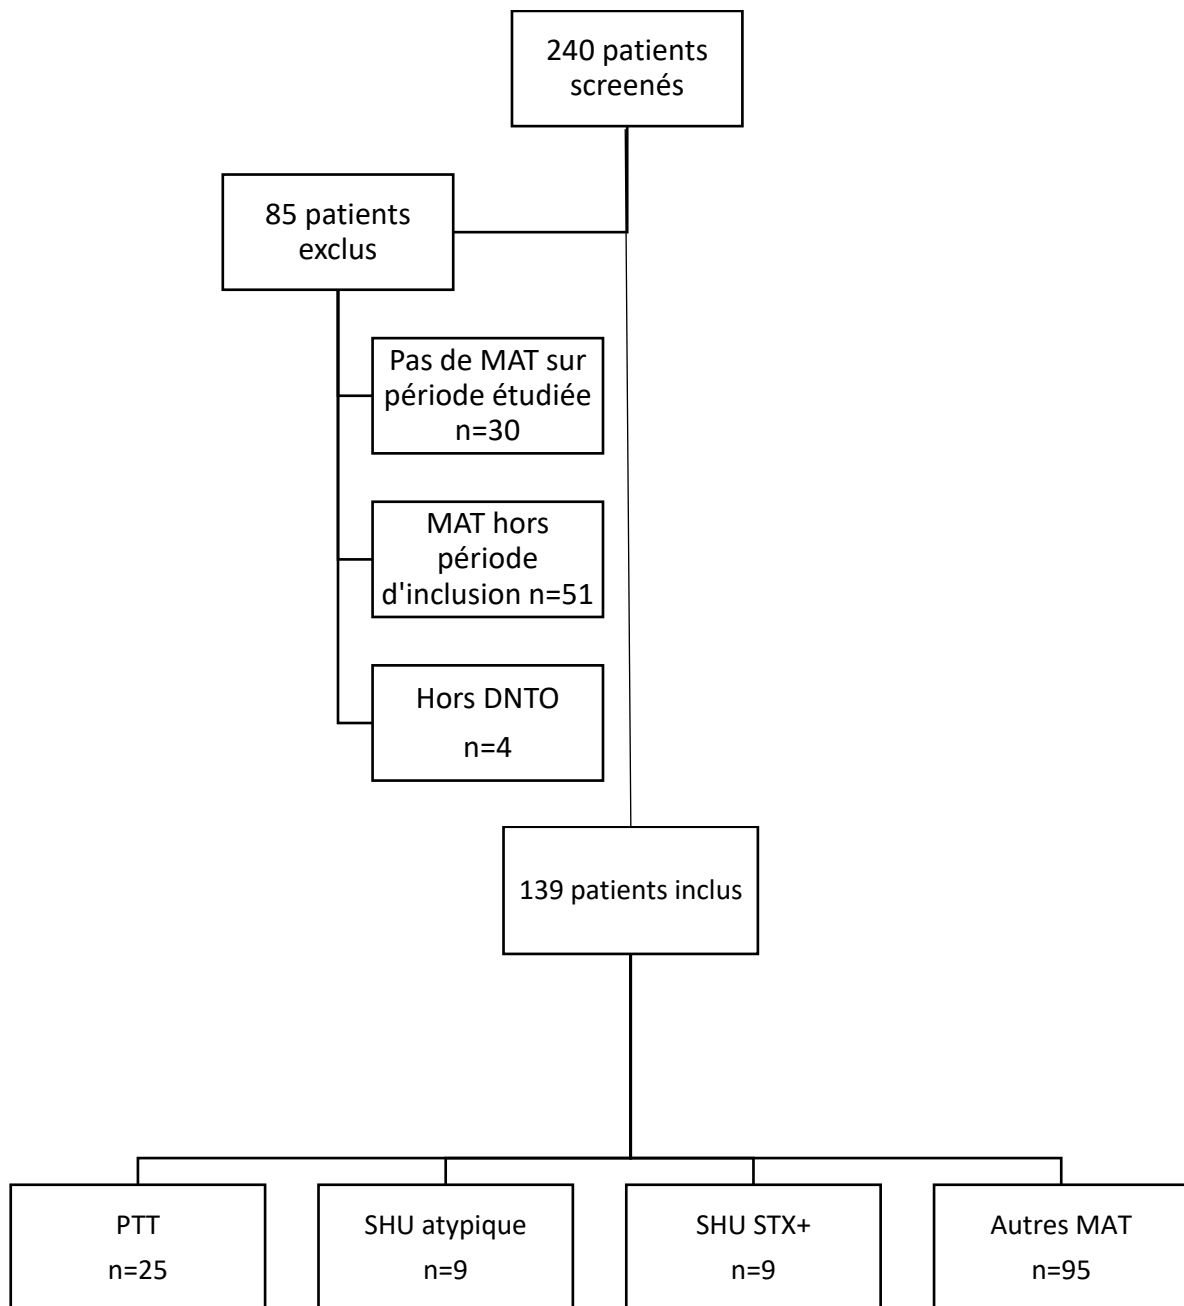 240 patients
screenés
85 patients
exclus
Pas de MAT sur
période étudiée
n=30
MAT hors
période
d'inclusion n=51
Hors DNTO
n=4
139 patients inclus
PTT
n=25
SHU atypique
n=9
SHU STX+
n=9
Autres MAT
n=95